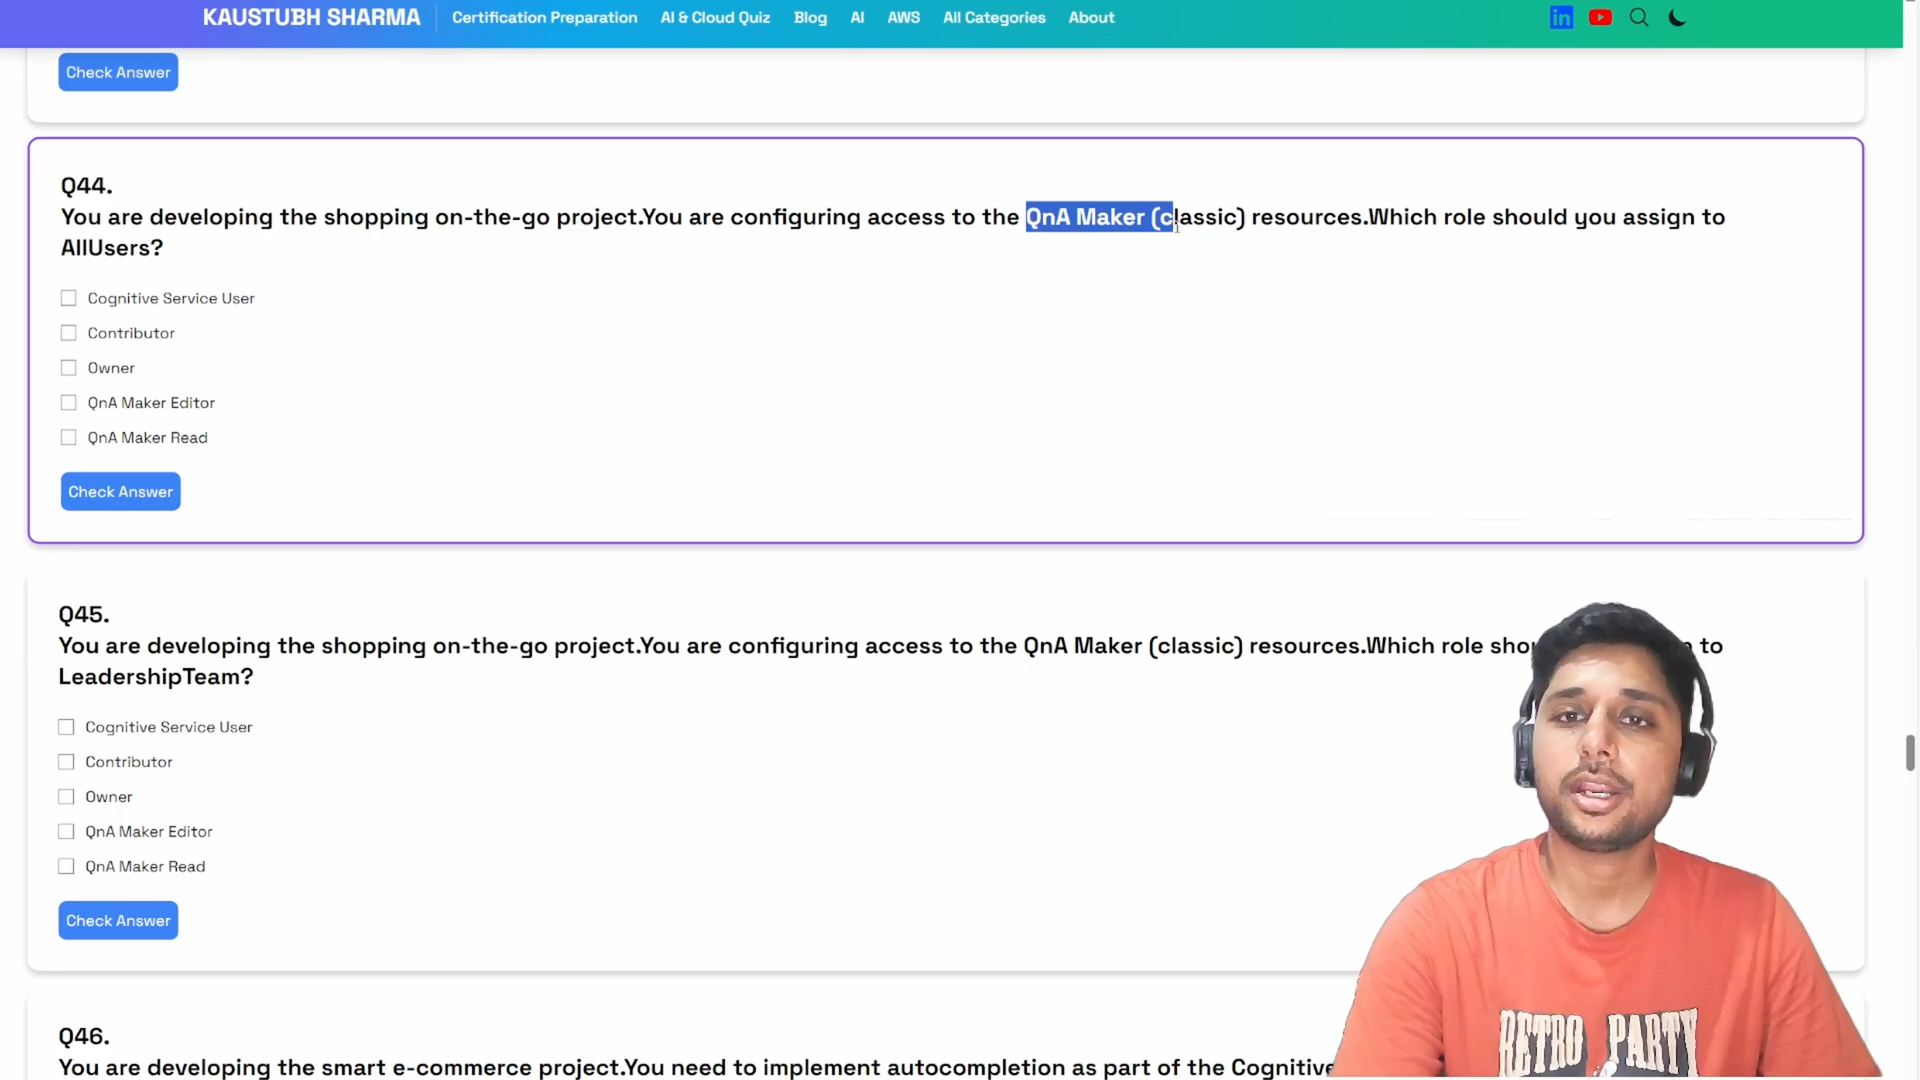 KAUSTUBH SHARMA Certification Preparation AI & Cloud Quiz Blog AI AWS All Categories About
Check Answer
Q44.
You are developing the shopping on-the-go project.You are configuring access to the QnA Maker (classic) resources.Which role should you assign to
AllUsers?
Cognitive Service User
Contributor
Owner
QnA Maker Editor
QnA Maker Read
Check Answer
Q45.
You are developing the shopping on-the-go project.You are configuring access to the QnA Maker (classic) resources.Which role to
LeadershipTeam?
Cognitive Service User
Contributor
Owner
QnA Maker Editor
QnA Maker Read
Check Answer
Q46.
You are developing the smart e-commerce project.You need to implement autocompletion as part of the Cognitive
RETRO PARTY